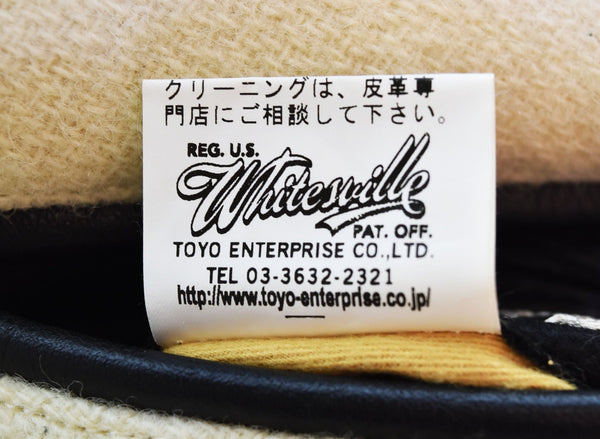 クリーニングは、皮革専
門店にご相談して下さい。
REG. U.S.
Whitesville
PAT. OFF.
TOYO ENTERPRISE CO.,LTD.
TEL 03-3632-2321
http://www.toyo-enterprise.co.jp/